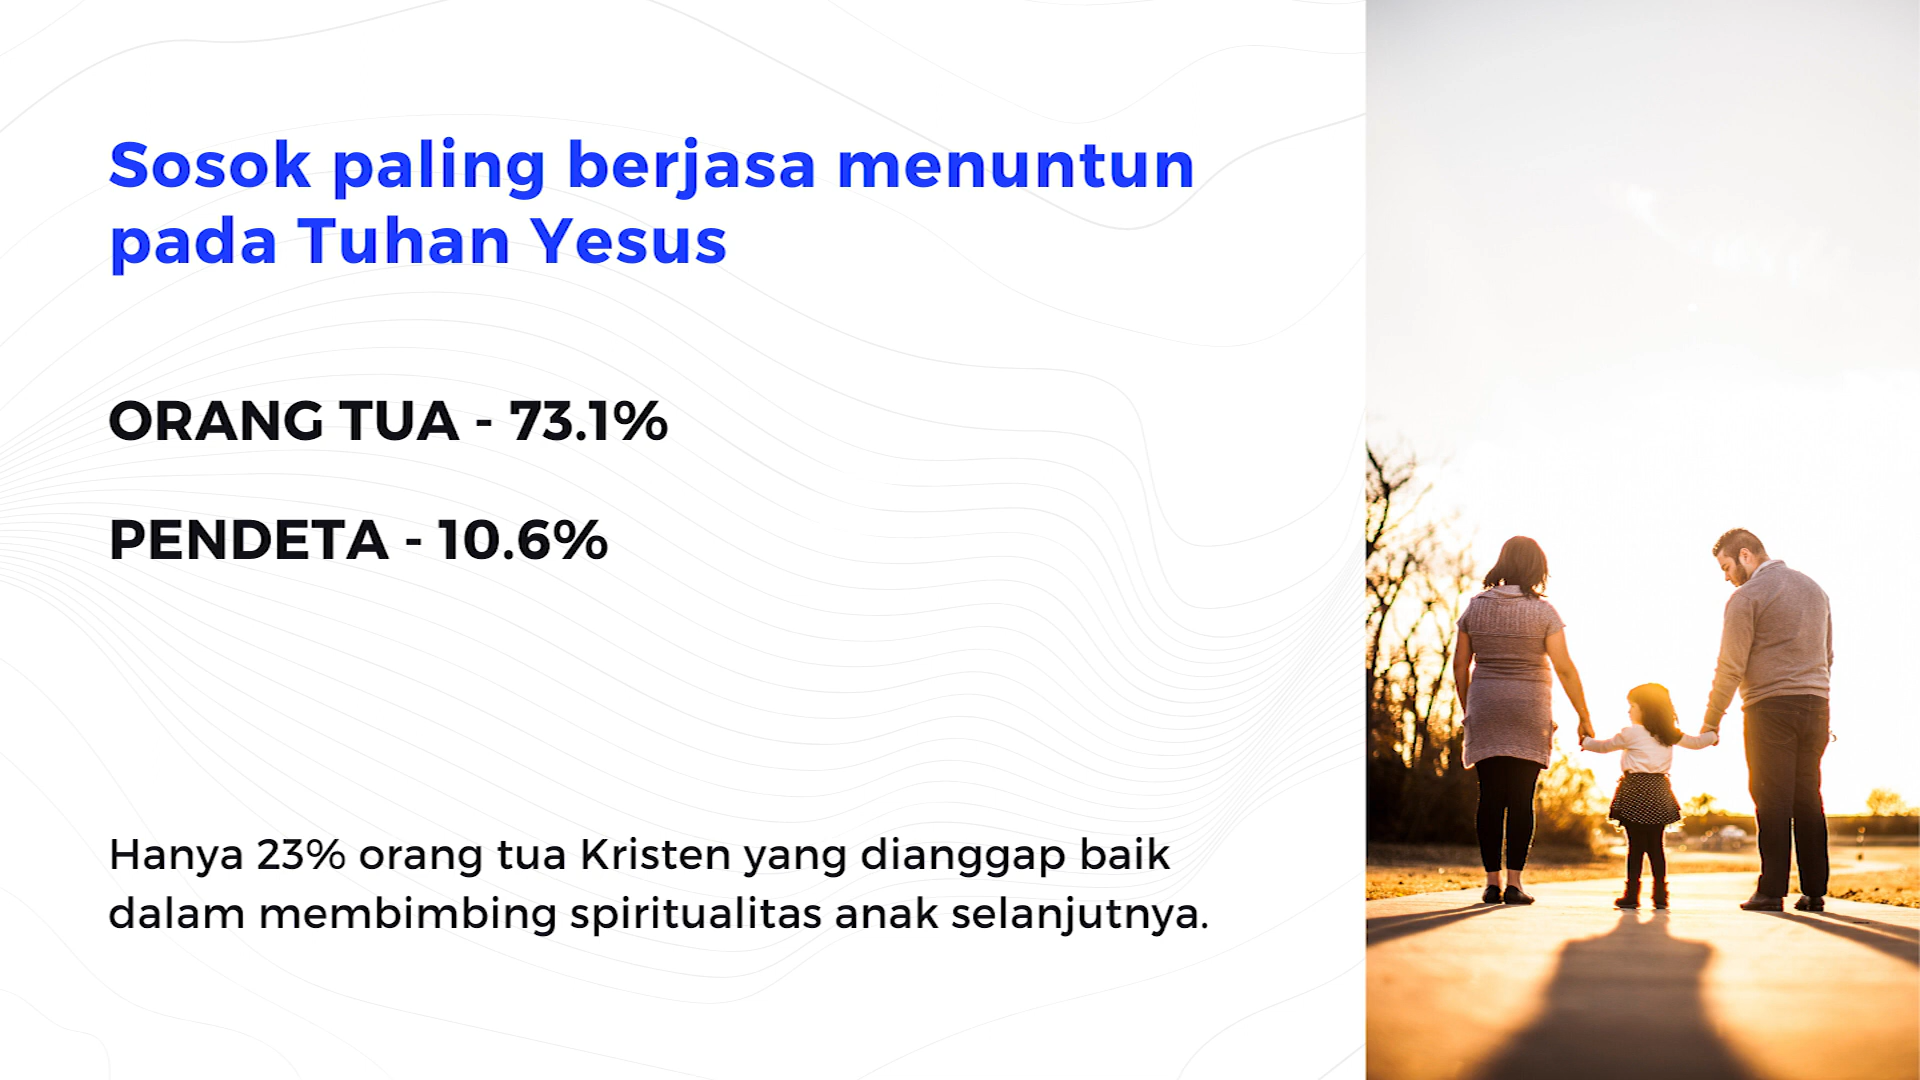 Sosok paling berjasa menuntun
pada Tuhan Yesus
ORANG TUA - 73.1%
PENDETA - 10.6%
Hanya 23% orang tua Kristen yang dianggap baik
dalam membimbing spiritualitas anak selanjutnya.